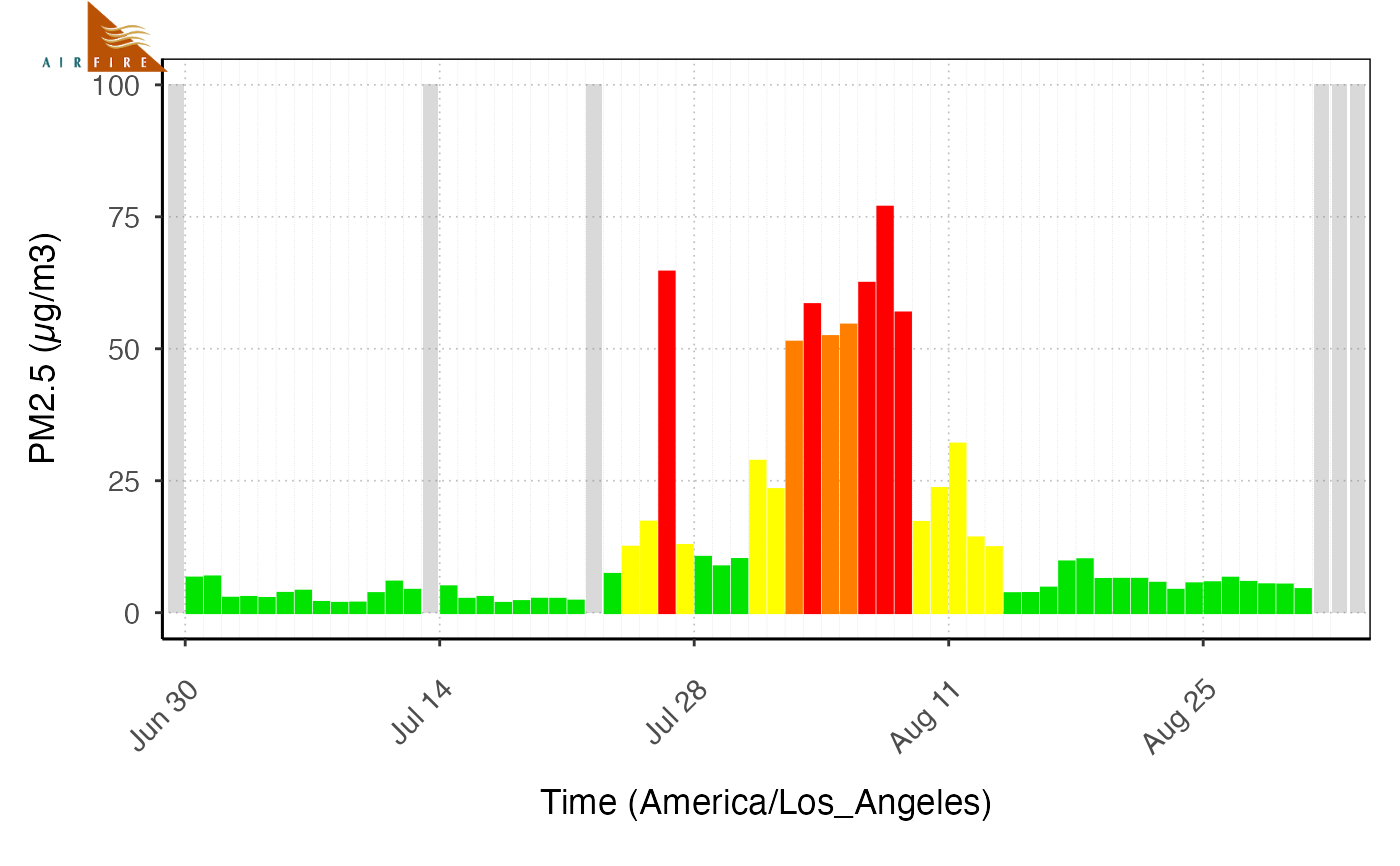 AIRFIRE
100
75
50
25
0
PM2.5 (µg/m3)
Jun 30
Jul 14
Jul 28
Aug 11
Aug 25
Time (America/Los_Angeles)